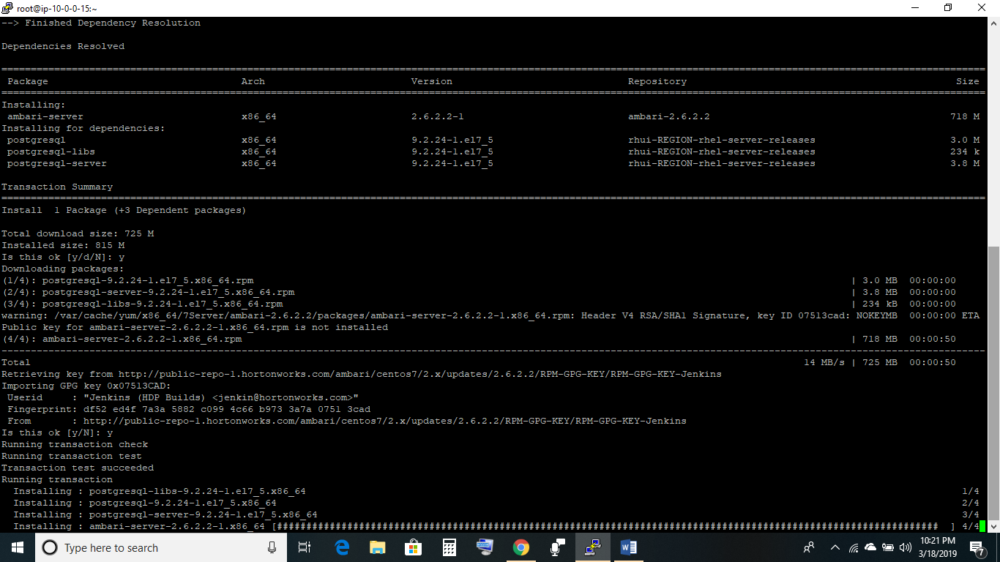 root@ip-10-0-0-15:~
--> Finished Dependency Resolution
Dependencies Resolved
================================================================================
Package Arch Version Repository Size
================================================================================
Installing:
ambari-server x86_64 2.6.2.2-1 ambari-2.6.2.2 718 M
Installing for dependencies:
postgresql x86_64 9.2.24-1.el7_5 rhui-REGION-rhel-server-releases 3.0 M
postgresql-libs x86_64 9.2.24-1.el7_5 rhui-REGION-rhel-server-releases 234 k
postgresql-server x86_64 9.2.24-1.el7_5 rhui-REGION-rhel-server-releases 3.8 M
Transaction Summary
================================================================================
Install 1 Package (+3 Dependent packages)
Total download size: 725 M
Installed size: 815 M
Is this ok [y/d/N]: y
Downloading packages:
(1/4): postgresql-9.2.24-1.el7_5.x86_64.rpm | 3.0 MB 00:00:00
(2/4): postgresql-server-9.2.24-1.el7_5.x86_64.rpm | 3.8 MB 00:00:00
(3/4): postgresql-libs-9.2.24-1.el7_5.x86_64.rpm | 234 kB 00:00:00
warning: /var/cache/yum/x86_64/7Server/ambari-2.6.2.2/packages/ambari-server-2.6.2.2-1.x86_64.rpm: Header V4 RSA/SHA1 Signature, key ID 07513cad: NOKEYMB 00:00:00 ETA
Public key for ambari-server-2.6.2.2-1.x86_64.rpm is not installed
(4/4): ambari-server-2.6.2.2-1.x86_64.rpm | 718 MB 00:00:50
--------------------------------------------------------------------------------
Total 14 MB/s | 725 MB 00:00:50
Retrieving key from http://public-repo-1.hortonworks.com/ambari/centos7/2.x/updates/2.6.2.2/RPM-GPG-KEY/RPM-GPG-KEY-Jenkins
Importing GPG key 0x07513CAD:
Userid : "Jenkins (HDP Builds) <jenkin@hortonworks.com>"
Fingerprint: df52 ed4f 7a3a 5882 c099 4c66 b973 3a7a 0751 3cad
From : http://public-repo-1.hortonworks.com/ambari/centos7/2.x/updates/2.6.2.2/RPM-GPG-KEY/RPM-GPG-KEY-Jenkins
Is this ok [y/N]: y
Running transaction check
Running transaction test
Transaction test succeeded
Running transaction
Installing : postgresql-libs-9.2.24-1.el7_5.x86_64 1/4
Installing : postgresql-9.2.24-1.el7_5.x86_64 2/4
Installing : postgresql-server-9.2.24-1.el7_5.x86_64 3/4
Installing : ambari-server-2.6.2.2-1.x86_64 [################################################################################################################# ] 4/4
Type here to search
10:21 PM
3/18/2019
7